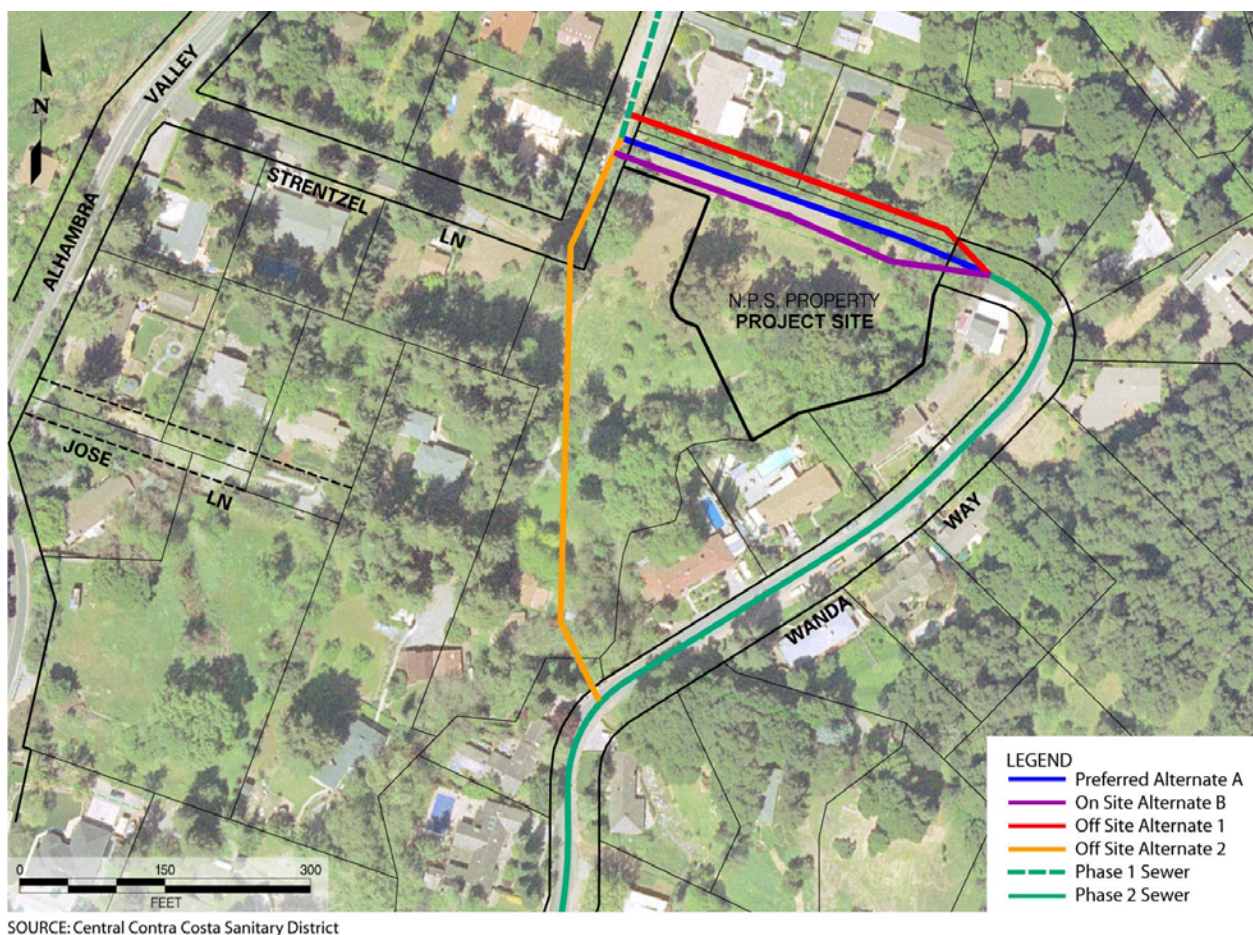 N
VALLEY
ALHAMBRA
STRENTZEL
LN
N.P.S. PROPERTY
PROJECT SITE
JOSE
LN
WAY
WANDA
LEGEND
Preferred Alternate A
On Site Alternate B
Off Site Alternate 1
Off Site Alternate 2
Phase 1 Sewer
Phase 2 Sewer
0 150 300
FEET
SOURCE: Central Contra Costa Sanitary District